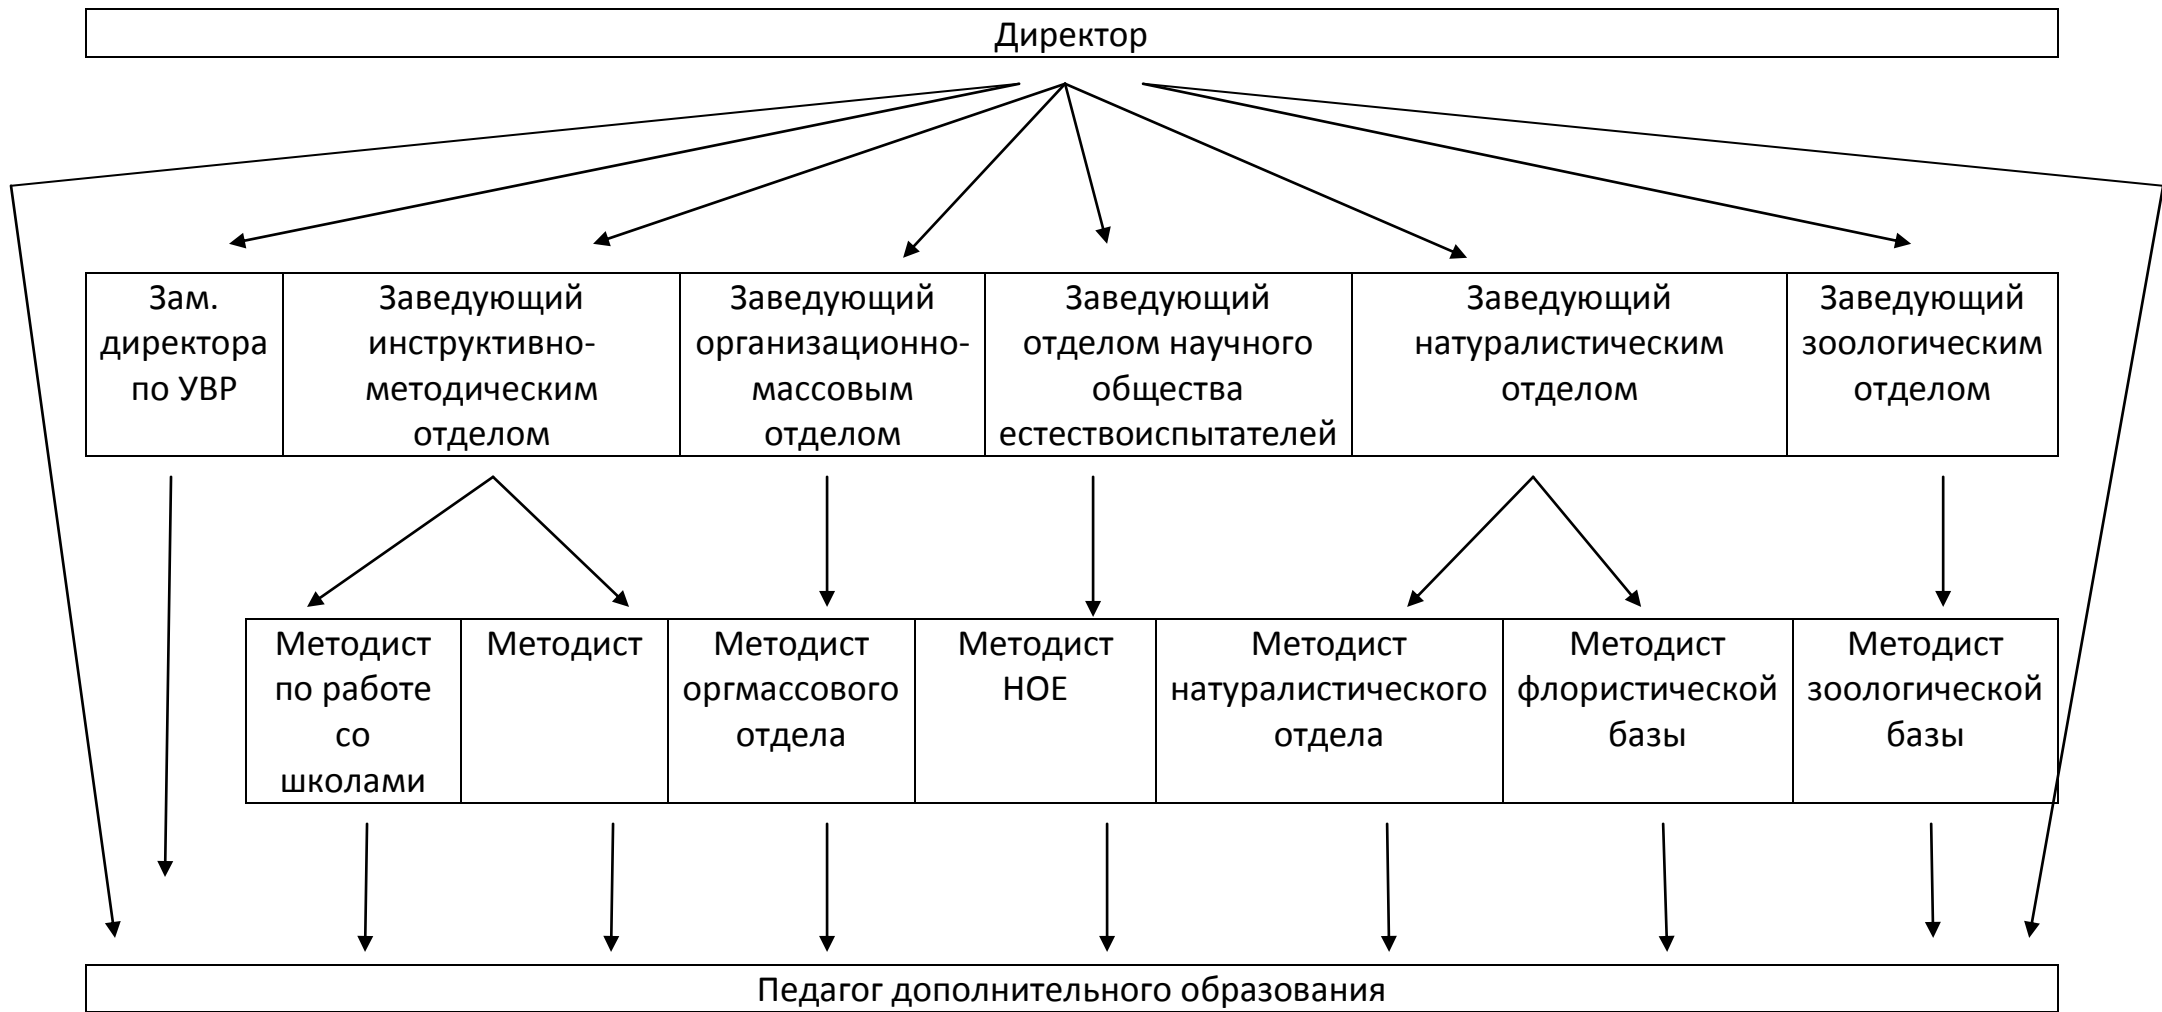 Директор
Зам.
директора
по УВР
Заведующий
инструктивно-
методическим
отделом
Заведующий
организационно-
массовым
отделом
Заведующий
отделом научного
общества
естествоиспытателей
Заведующий
натуралистическим
отделом
Заведующий
зоологическим
отделом
Методист
по работе
со
школами
Методист
Методист
оргмассового
отдела
Методист
НОЕ
Методист
натуралистического
отдела
Методист
флористической
базы
Методист
зоологической
базы
Педагог дополнительного образования